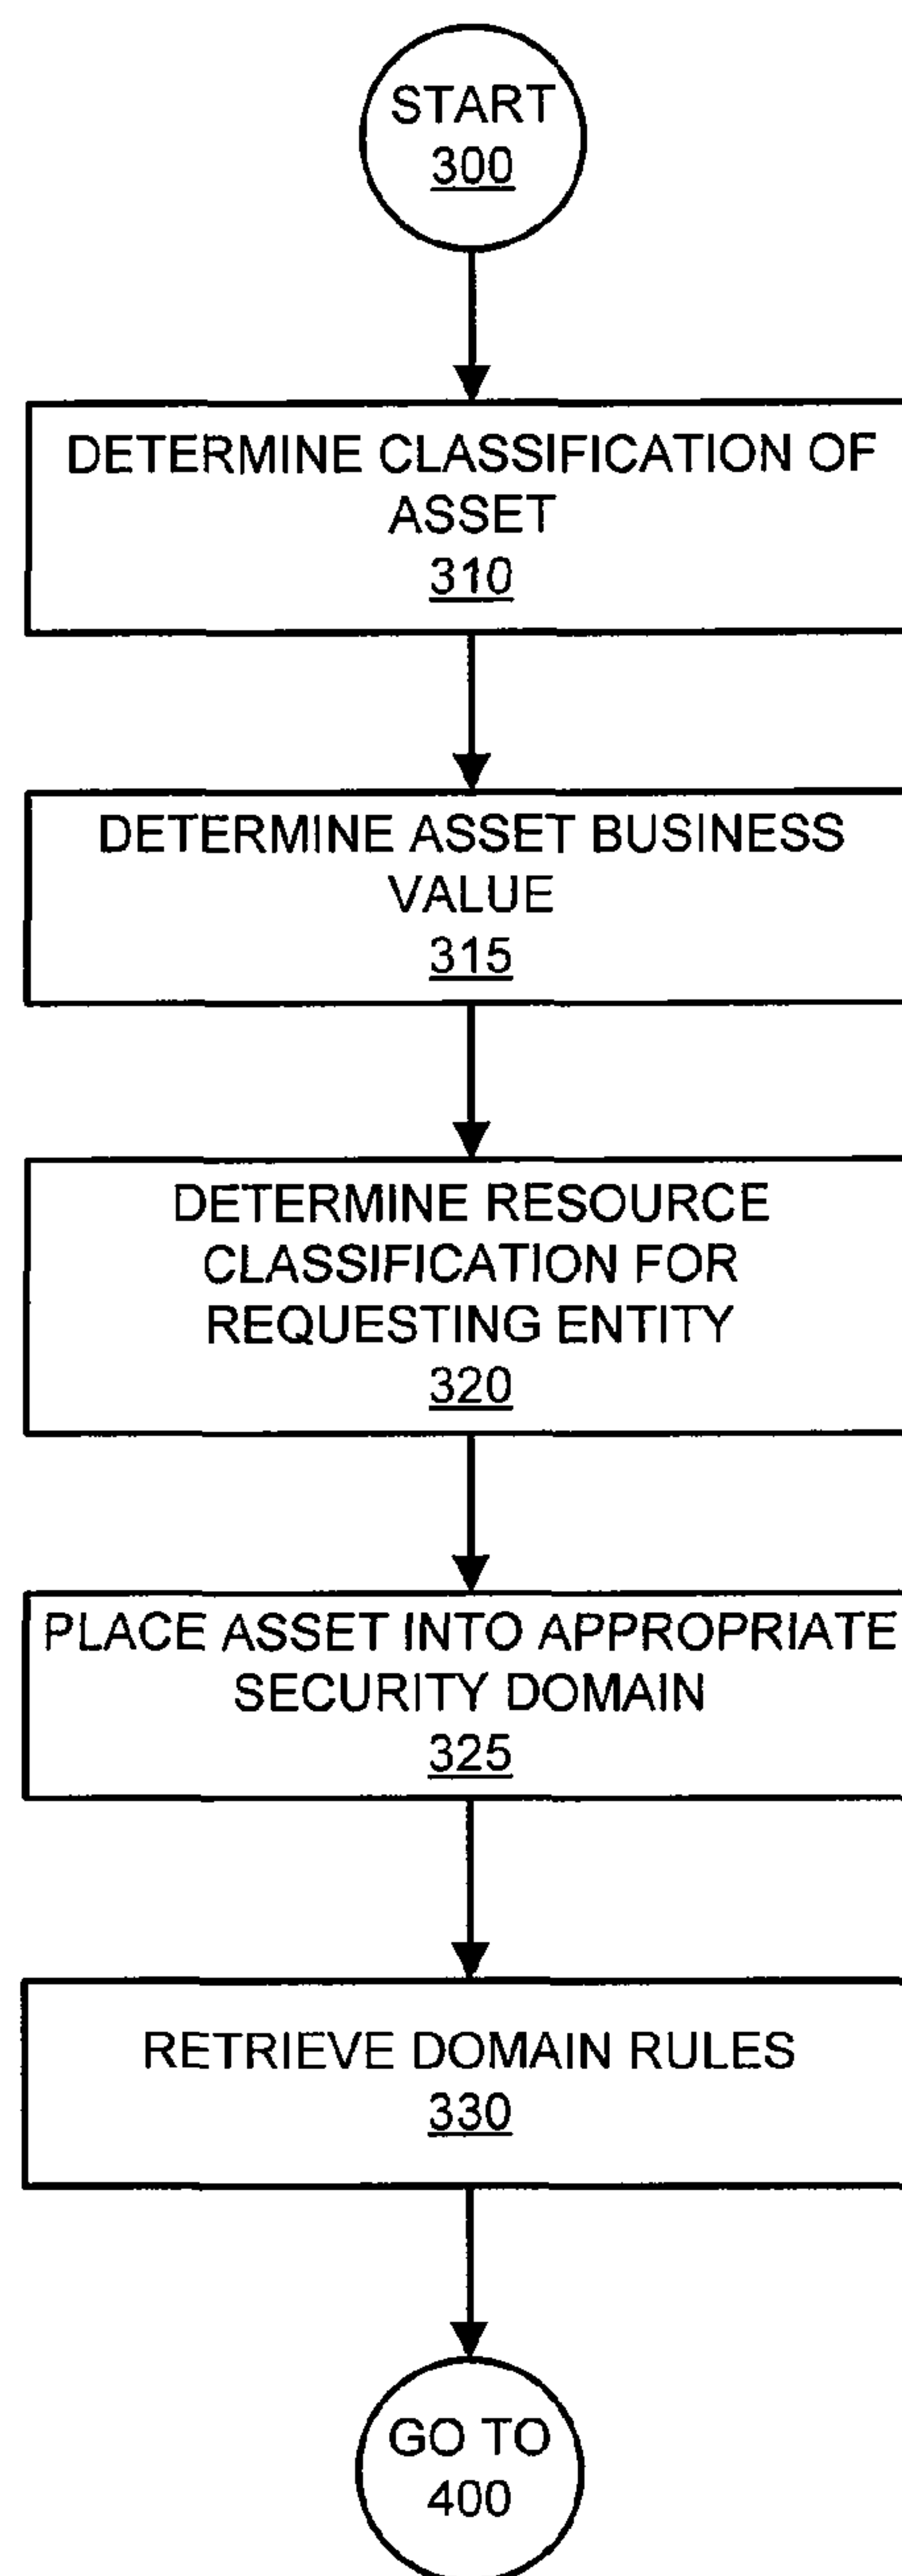 START
300
DETERMINE CLASSIFICATION OF
ASSET
310
DETERMINE ASSET BUSINESS
VALUE
315
DETERMINE RESOURCE
CLASSIFICATION FOR
REQUESTING ENTITY
320
PLACE ASSET INTO APPROPRIATE
SECURITY DOMAIN
325
RETRIEVE DOMAIN RULES
330
GO TO
400